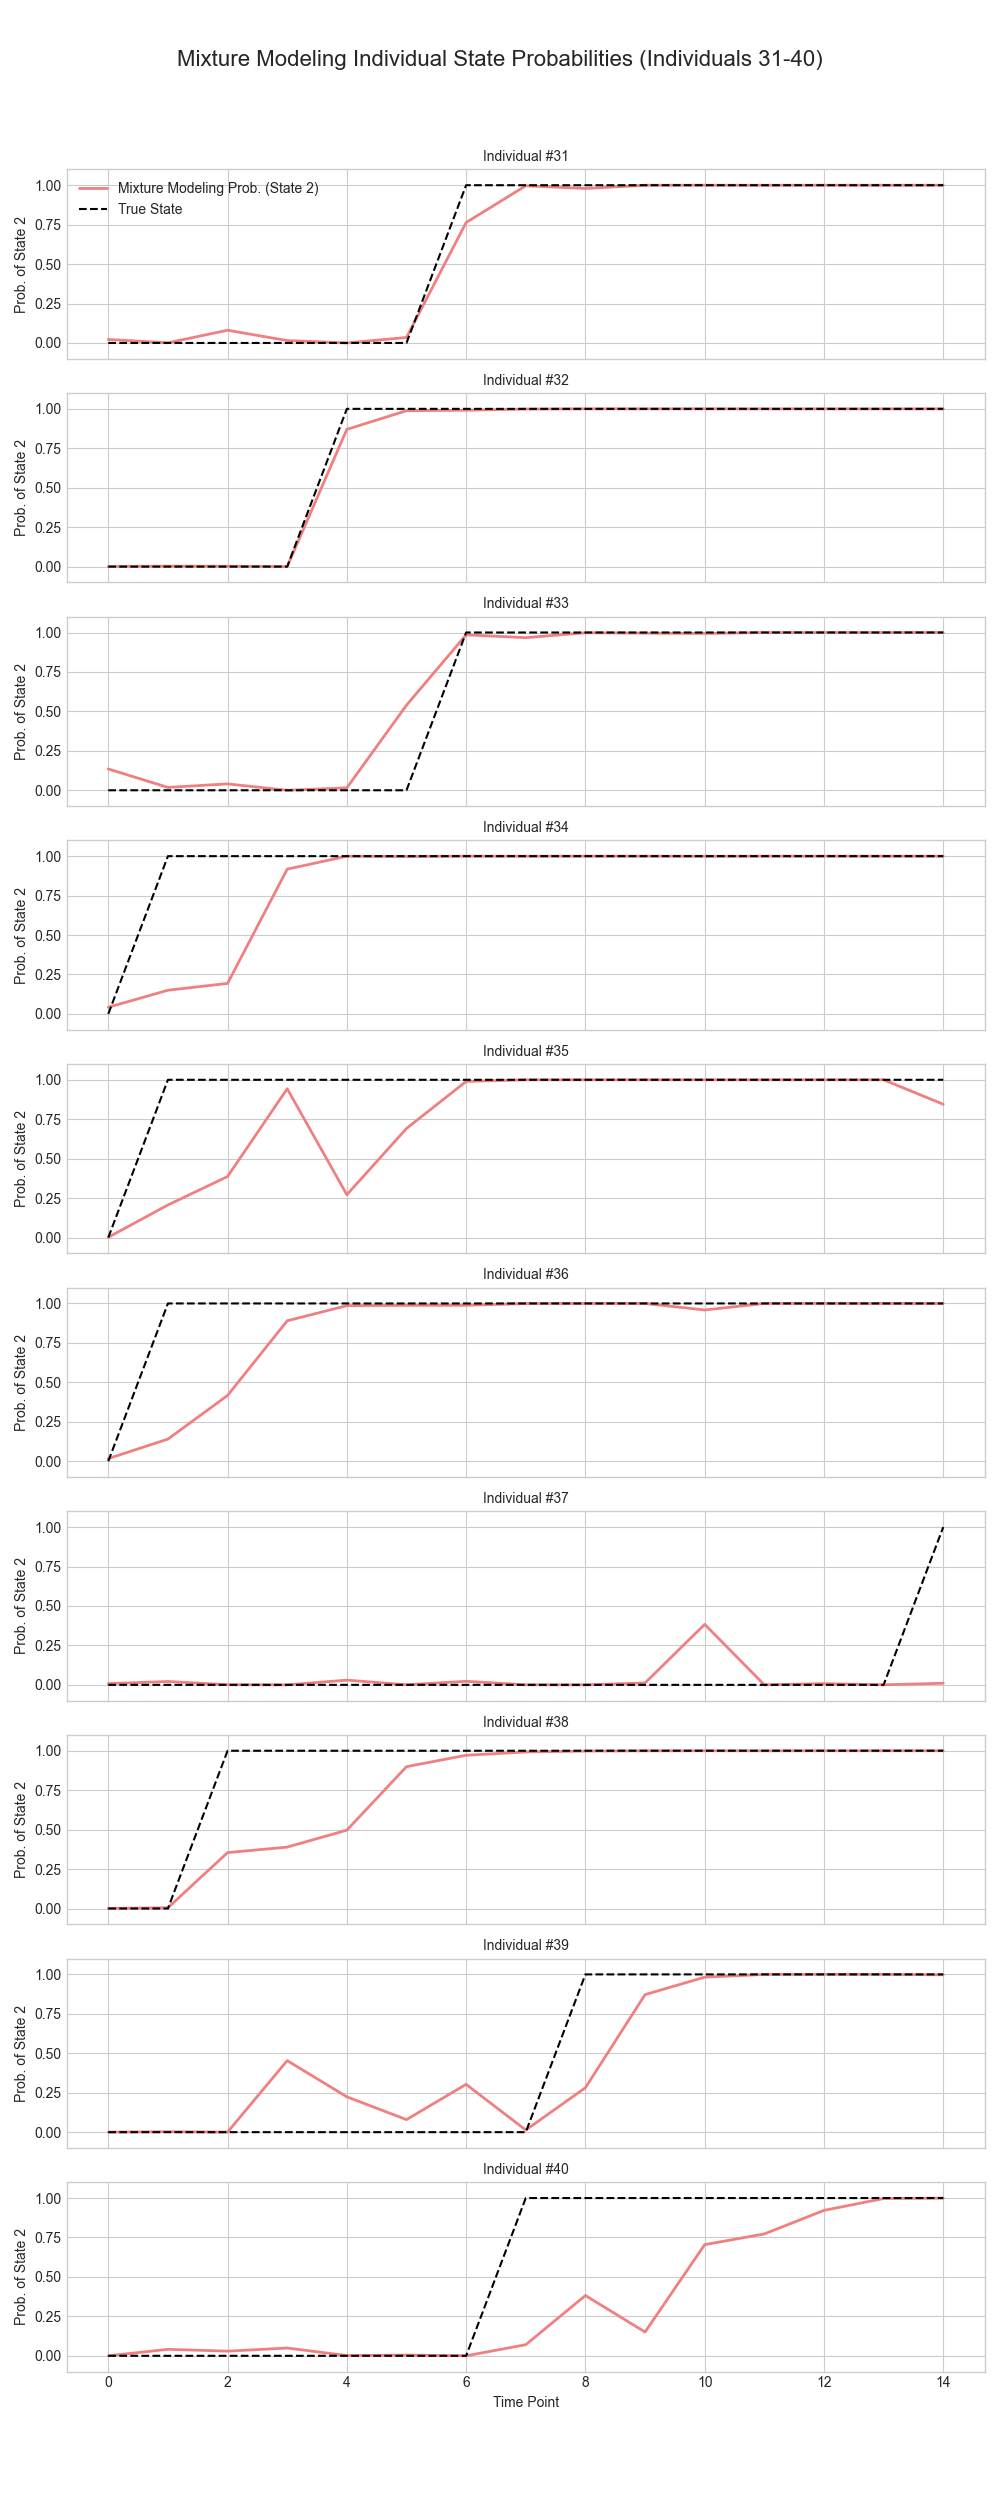 Mixture Modeling Individual State Probabilities (Individuals 31-40)
Individual #31
Mixture Modeling Prob. (State 2)
True State
1.00
0.75
0.50
0.25
0.00
Prob. of State 2
Individual #32
1.00
0.75
0.50
0.25
0.00
Prob. of State 2
Individual #33
1.00
0.75
0.50
0.25
0.00
Prob. of State 2
Individual #34
1.00
0.75
0.50
0.25
0.00
Prob. of State 2
Individual #35
1.00
0.75
0.50
0.25
0.00
Prob. of State 2
Individual #36
1.00
0.75
0.50
0.25
0.00
Prob. of State 2
Individual #37
1.00
0.75
0.50
0.25
0.00
Prob. of State 2
Individual #38
1.00
0.75
0.50
0.25
0.00
Prob. of State 2
Individual #39
1.00
0.75
0.50
0.25
0.00
Prob. of State 2
Individual #40
1.00
0.75
0.50
0.25
0.00
Prob. of State 2
0 2 4 6 8 10 12 14
Time Point